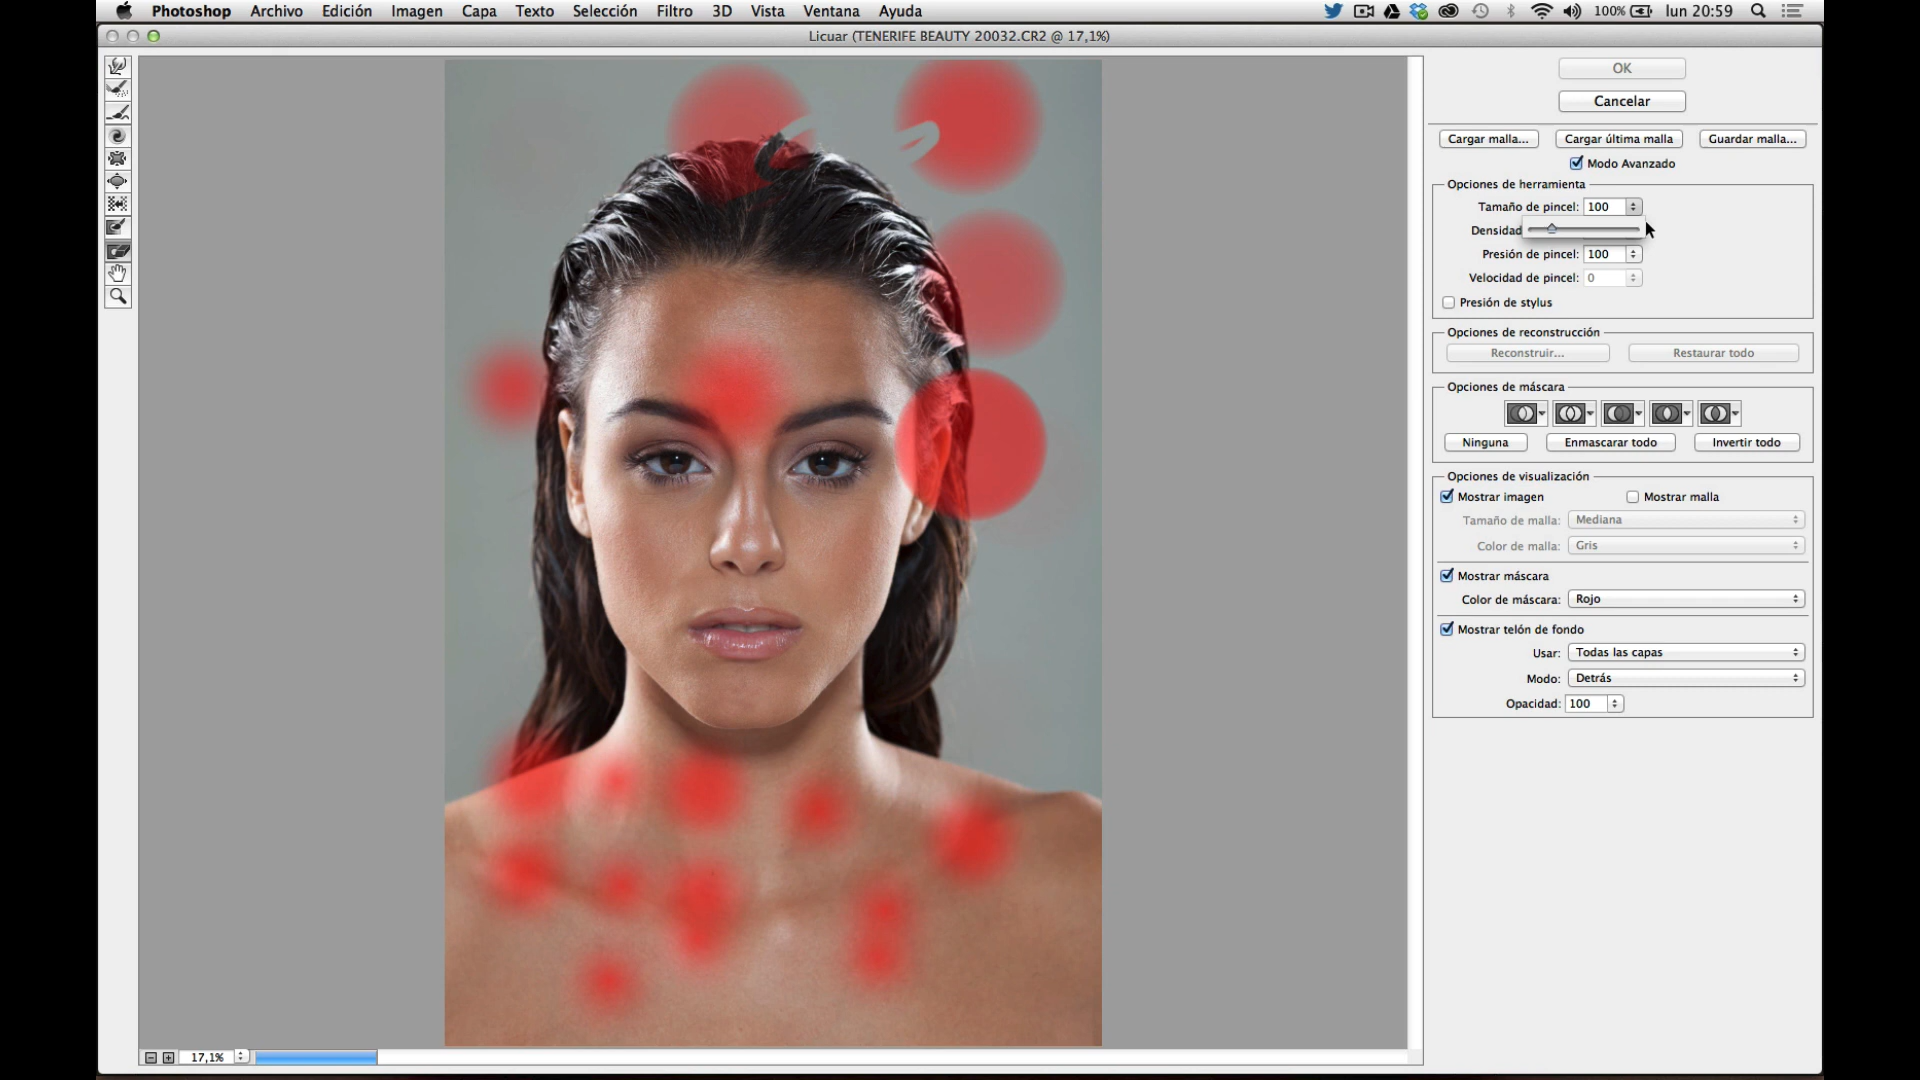 Photoshop Archivo Edición Imagen Capa Texto Selección Filtro 3D Vista Ventana Ayuda 100% lun 20:59
Licuar (TENERIFE BEAUTY 20032.CR2 @ 17,1%)
OK
Cancelar
Cargar malla... Cargar última malla Guardar malla...
Modo Avanzado
Opciones de herramienta
Tamaño de pincel: 100
Densidad
Presión de pincel: 100
Velocidad de pincel: 0
Presión de stylus
Opciones de reconstrucción
Reconstruir... Restaurar todo
Opciones de máscara
Ninguna Enmascarar todo Invertir todo
Opciones de visualización
Mostrar imagen Mostrar malla
Tamaño de malla: Mediana
Color de malla: Gris
Mostrar máscara
Color de máscara: Rojo
Mostrar telón de fondo
Usar: Todas las capas
Modo: Detrás
Opacidad: 100
17,1%